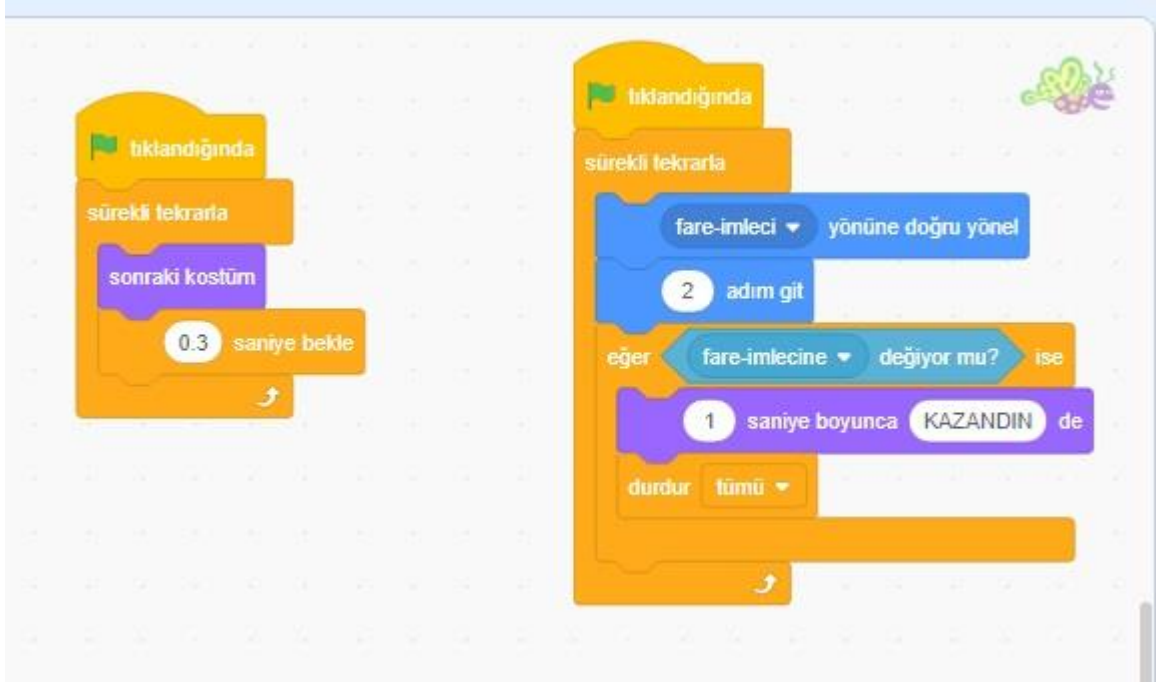 tıklandığında
sürekli tekrarla
sonraki kostüm
0.3 saniye bekle
tıklandığında
sürekli tekrarla
fare-imleci yönüne doğru yönel
2 adım git
eğer fare-imlecine değiyor mu? ise
1 saniye boyunca KAZANDIN de
durdur tümü